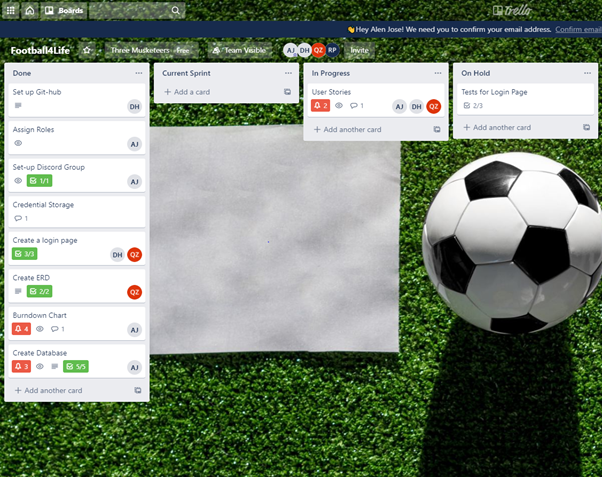 Boards
Trello
👋Hey Alen Jose! We need to confirm your email address. Confirm email
Football4Life
Three Musketeers Free
Team Visible
AJ DH QZ RP
Invite
Done
Set up Git-hub
DH
Assign Roles
AJ
Set-up Discord Group
1/1
AJ
Credential Storage
1
Create a login page
3/3
DH QZ
Create ERD
2/2
QZ
Burndown Chart
4 1
AJ
Create Database
3 5/5
AJ
+ Add another card
Current Sprint
+ Add a card
In Progress
User Stories
2 1
AJ DH QZ
+ Add another card
On Hold
Tests for Login Page
2/3
+ Add another card